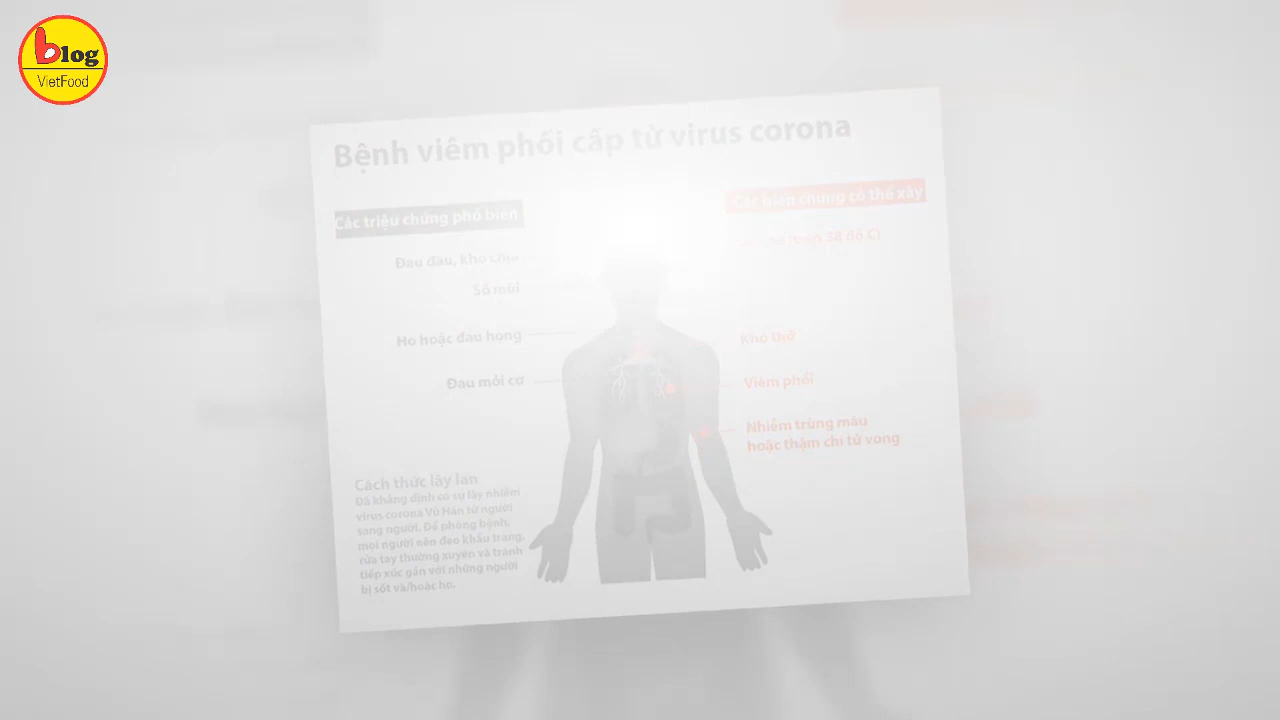 blog
VietFood
Bệnh viêm phổi cấp từ virus corona
Các triệu chứng phổ biến
Các biến chứng có thể xảy
Đau đầu, khó chịu
38 độ C)
Sổ mũi
Ho hoặc đau họng
Khó thở
Đau mỏi cơ
Viêm phổi
Nhiễm trùng máu
hoặc thậm chí tử vong
Cách thức lây lan
Đã khẳng định có sự lây nhiễm
virus corona Vũ Hán từ người
sang người. Để phòng bệnh,
mọi người nên đeo khẩu trang,
rửa tay thường xuyên và tránh
tiếp xúc gần với những người
bị sốt và/hoặc ho.